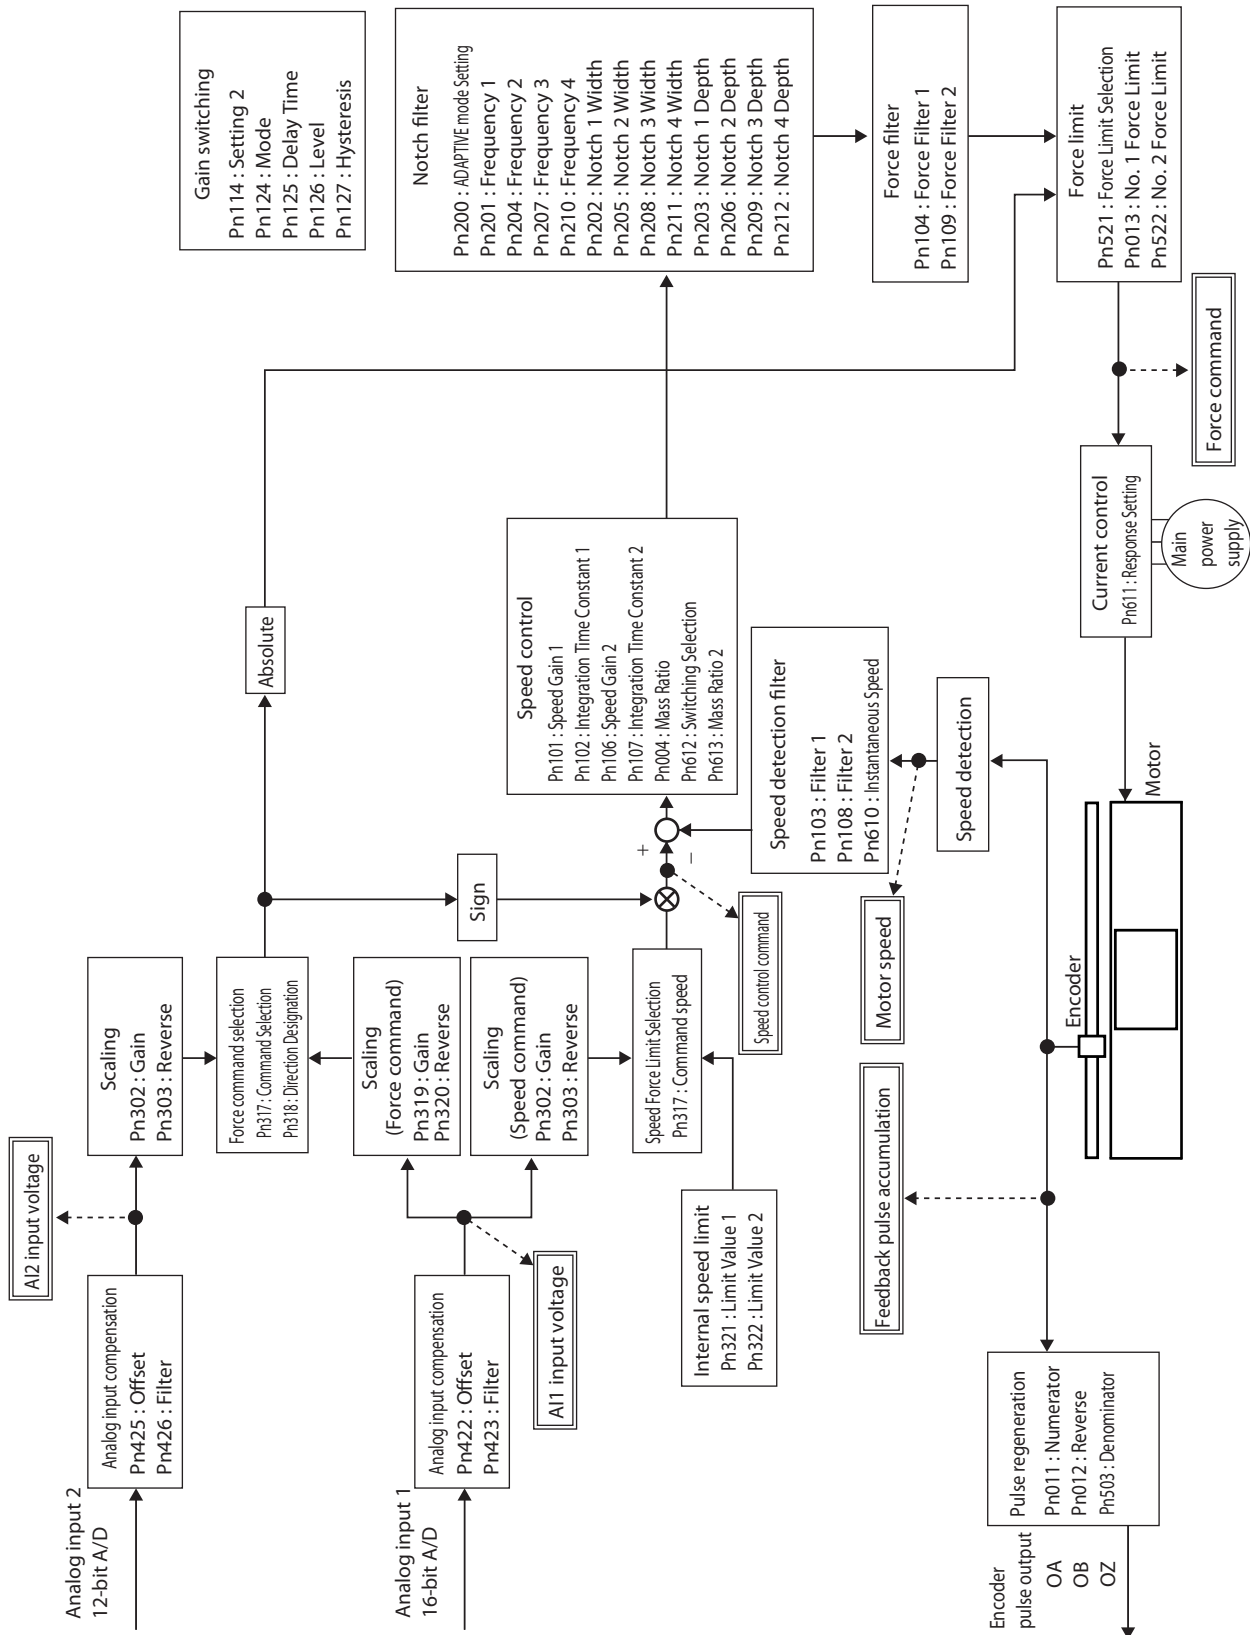 Analog input 2
12-bit A/D
Analog input compensation
Pn425 : Offset
Pn426 : Filter
AI2 input voltage
Scaling
Pn302 : Gain
Pn303 : Reverse
Force command selection
Pn317 : Command Selection
Pn318 : Direction Designation
Absolute
Gain switching
Pn114 : Setting 2
Pn124 : Mode
Pn125 : Delay Time
Pn126 : Level
Pn127 : Hysteresis
Analog input 1
16-bit A/D
Analog input compensation
Pn422 : Offset
Pn423 : Filter
AI1 input voltage
Scaling
(Force command)
Pn319 : Gain
Pn320 : Reverse
Scaling
(Speed command)
Pn302 : Gain
Pn303 : Reverse
Sign
Internal speed limit
Pn321 : Limit Value 1
Pn322 : Limit Value 2
Speed Force Limit Selection
Pn317 : Command speed
+
−
Speed control command
Speed control
Pn101 : Speed Gain 1
Pn102 : Integration Time Constant 1
Pn106 : Speed Gain 2
Pn107 : Integration Time Constant 2
Pn004 : Mass Ratio
Pn612 : Switching Selection
Pn613 : Mass Ratio 2
Notch filter
Pn200 : ADAPTIVE mode Setting
Pn201 : Frequency 1
Pn204 : Frequency 2
Pn207 : Frequency 3
Pn210 : Frequency 4
Pn202 : Notch 1 Width
Pn205 : Notch 2 Width
Pn208 : Notch 3 Width
Pn211 : Notch 4 Width
Pn203 : Notch 1 Depth
Pn206 : Notch 2 Depth
Pn209 : Notch 3 Depth
Pn212 : Notch 4 Depth
Speed detection filter
Pn103 : Filter 1
Pn108 : Filter 2
Pn610 : Instantaneous Speed
Force filter
Pn104 : Force Filter 1
Pn109 : Force Filter 2
Feedback pulse accumulation
Motor speed
Speed detection
Force limit
Pn521 : Force Limit Selection
Pn013 : No. 1 Force Limit
Pn522 : No. 2 Force Limit
Encoder
pulse output
OA
OB
OZ
Pulse regeneration
Pn011 : Numerator
Pn012 : Reverse
Pn503 : Denominator
Encoder
Motor
Current control
Pn611 : Response Setting
Main
power
supply
Force command